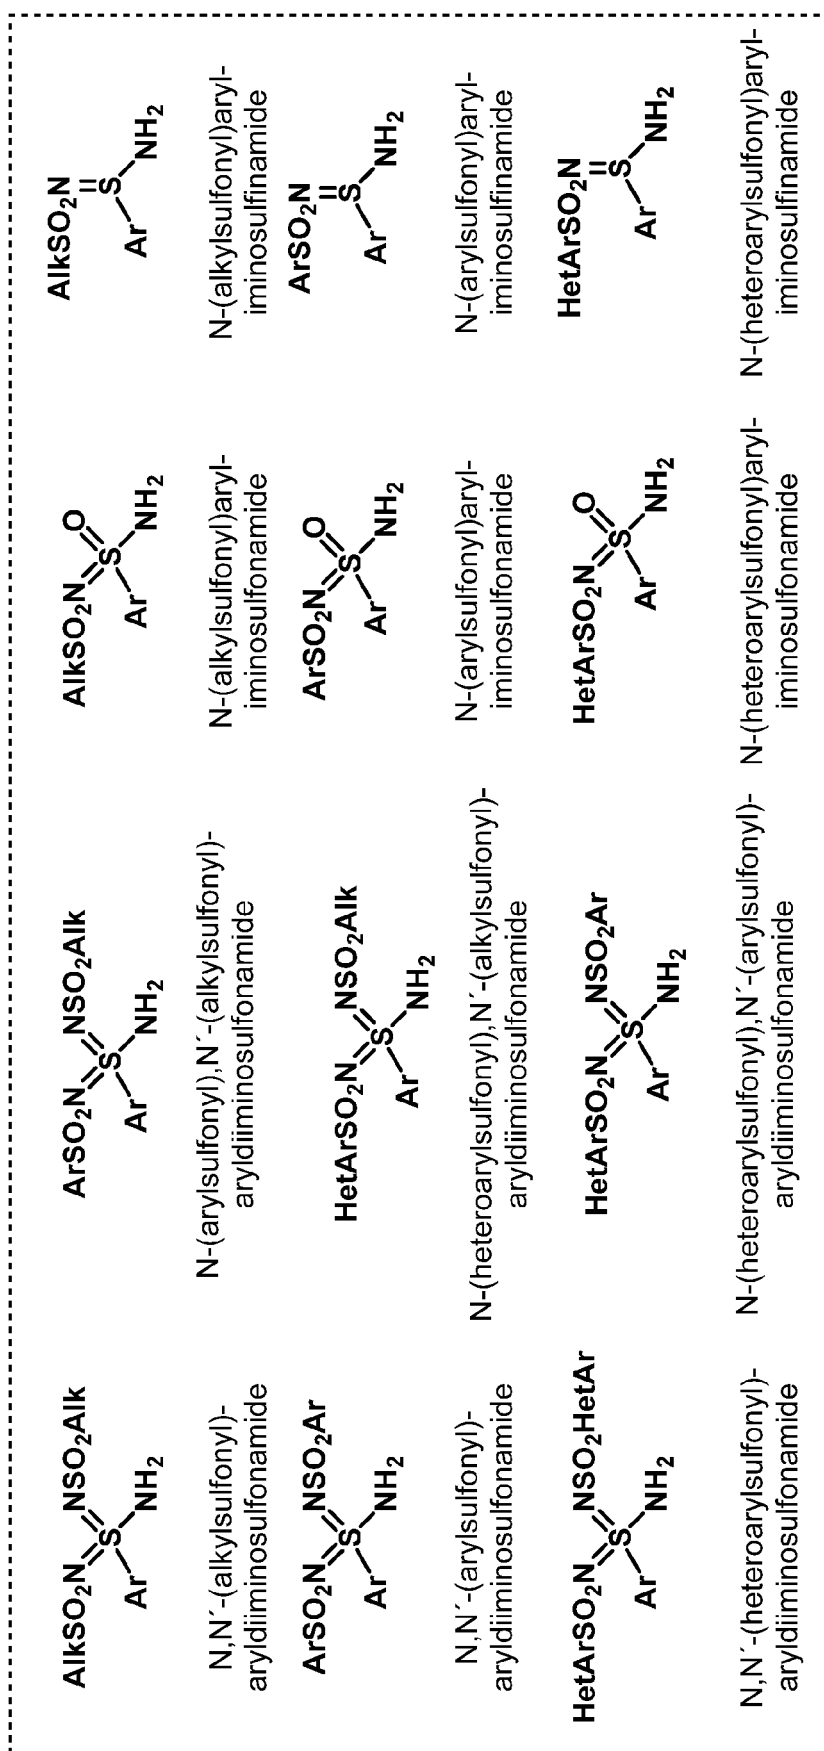 AlkSO₂N NSO₂Alk
S
Ar NH₂
N,N´-(alkylsulfonyl)-
aryldiiminosulfonamide
ArSO₂N NSO₂Alk
S
Ar NH₂
N-(arylsulfonyl),N´-(alkylsulfonyl)-
aryldiiminosulfonamide
AlkSO₂N O
S
Ar NH₂
N-(alkylsulfonyl)aryl-
iminosulfonamide
AlkSO₂N
S
Ar NH₂
N-(alkylsulfonyl)aryl-
iminosulfinamide
ArSO₂N NSO₂Ar
S
Ar NH₂
N,N´-(arylsulfonyl)-
aryldiiminosulfonamide
HetArSO₂N NSO₂Alk
S
Ar NH₂
N-(heteroarylsulfonyl),N´-(alkylsulfonyl)-
aryldiiminosulfonamide
ArSO₂N O
S
Ar NH₂
N-(arylsulfonyl)aryl-
iminosulfonamide
ArSO₂N
S
Ar NH₂
N-(arylsulfonyl)aryl-
iminosulfinamide
HetArSO₂N NSO₂HetAr
S
Ar NH₂
N,N´-(heteroarylsulfonyl)-
aryldiiminosulfonamide
HetArSO₂N NSO₂Ar
S
Ar NH₂
N-(heteroarylsulfonyl),N´-(arylsulfonyl)-
aryldiiminosulfonamide
HetArSO₂N O
S
Ar NH₂
N-(heteroarylsulfonyl)aryl-
iminosulfonamide
HetArSO₂N
S
Ar NH₂
N-(heteroarylsulfonyl)aryl-
iminosulfinamide